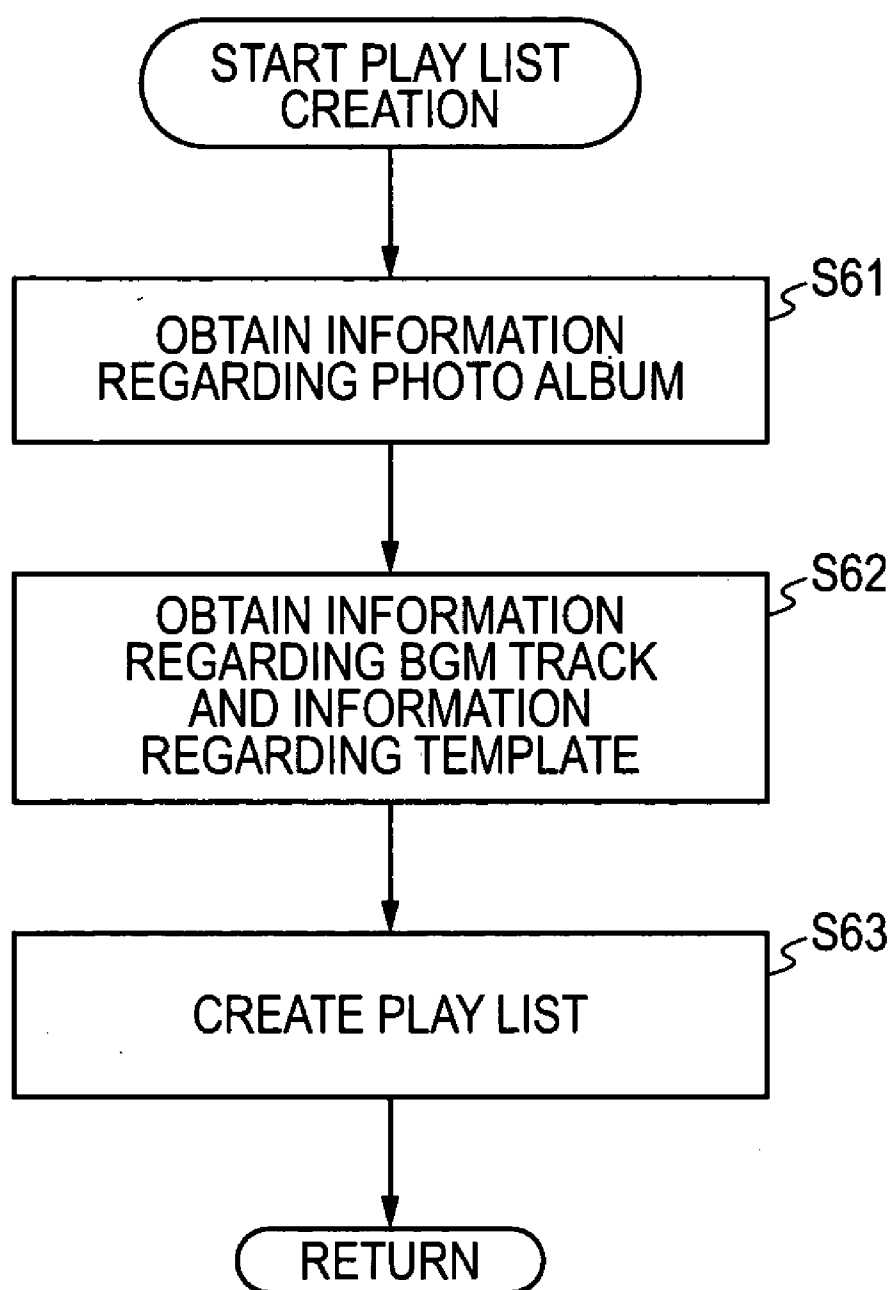 START PLAY LIST
CREATION
S61
OBTAIN INFORMATION
REGARDING PHOTO ALBUM
S62
OBTAIN INFORMATION
REGARDING BGM TRACK
AND INFORMATION
REGARDING TEMPLATE
S63
CREATE PLAY LIST
RETURN